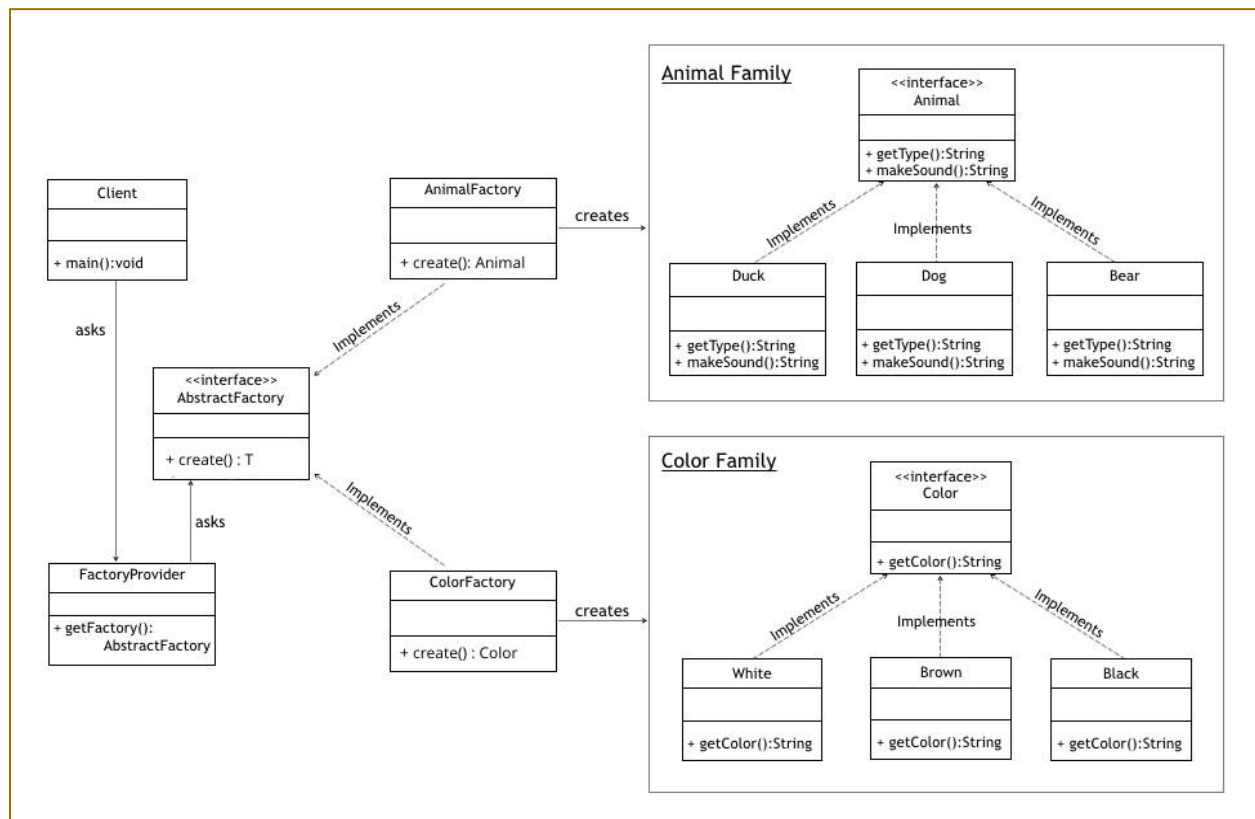 Animal Family
<<interface>>
Animal
+ getType():String
+ makeSound():String
Implements
Implements
Implements
Duck
+ getType():String
+ makeSound():String
Dog
+ getType():String
+ makeSound():String
Bear
+ getType():String
+ makeSound():String
Client
+ main():void
asks
AnimalFactory
+ create(): Animal
creates
Implements
<<interface>>
AbstractFactory
+ create() : T
asks
Implements
FactoryProvider
+ getFactory():
AbstractFactory
ColorFactory
+ create() : Color
creates
Color Family
<<interface>>
Color
+ getColor():String
Implements
Implements
Implements
White
+ getColor():String
Brown
+ getColor():String
Black
+ getColor():String